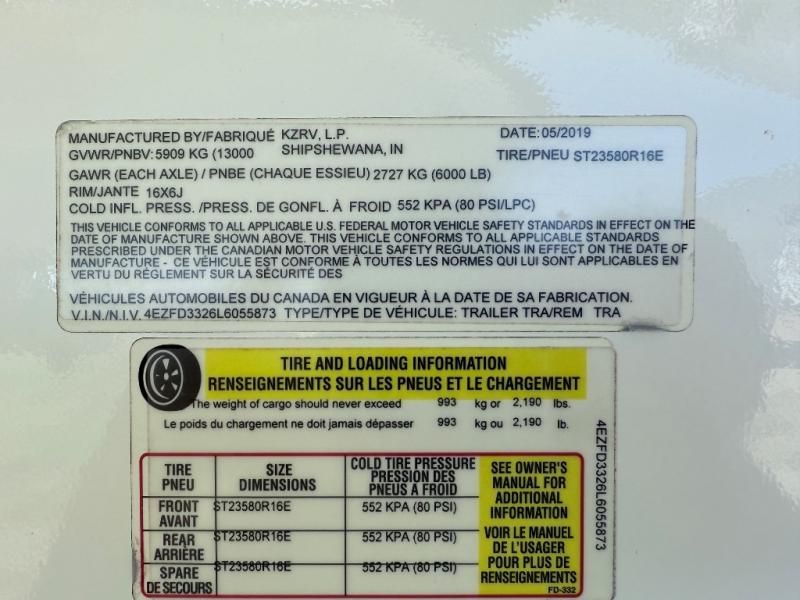 MANUFACTURED BY/FABRIQUÉ KZRV, L.P. DATE: 05/2019
GVWR/PNBV: 5909 KG (13000 SHIPSHEWANA, IN TIRE/PNEU ST23580R16E
GAWR (EACH AXLE) / PNBE (CHAQUE ESSIEU) 2727 KG (6000 LB)
RIM/JANTE 16X6J
COLD INFL. PRESS. /PRESS. DE GONFL. À FROID 552 KPA (80 PSI/LPC)
THIS VEHICLE CONFORMS TO ALL APPLICABLE U.S. FEDERAL MOTOR VEHICLE SAFETY STANDARDS IN EFFECT ON THE
DATE OF MANUFACTURE SHOWN ABOVE. THIS VEHICLE CONFORMS TO ALL APPLICABLE STANDARDS
PRESCRIBED UNDER THE CANADIAN MOTOR VEHICLE SAFETY REGULATIONS IN EFFECT ON THE DATE OF
MANUFACTURE - CE VÉHICULE EST CONFORME À TOUTES LES NORMES QUI LUI SONT APPLICABLES EN
VERTU DU RÉGLEMENT SUR LA SÉCURITÉ DES
VÉHICULES AUTOMOBILES DU CANADA EN VIGUEUR À LA DATE DE SA FABRICATION.
V.I.N./N.I.V. 4EZFD3326L6055873 TYPE/TYPE DE VÉHICULE: TRAILER TRA/REM TRA
TIRE AND LOADING INFORMATION
RENSEIGNEMENTS SUR LES PNEUS ET LE CHARGEMENT
The weight of cargo should never exceed 993 kg or 2,190 lbs.
Le poids du chargement ne doit jamais dépasser 993 kg ou 2,190 lb.
TIRE
PNEU
SIZE
DIMENSIONS
COLD TIRE PRESSURE
PRESSION DES
PNEUS A FROID
FRONT
AVANT
ST23580R16E 552 KPA (80 PSI)
REAR
ARRIÈRE
ST23580R16E 552 KPA (80 PSI)
SPARE
DE SECOURS
ST23580R16E 552 KPA (80 PSI)
SEE OWNER'S
MANUAL FOR
ADDITIONAL
INFORMATION
VOIR LE MANUEL
DE L'USAGER
POUR PLUS DE
RENSEIGNEMENTS
FD-332
4EZFD3326L6055873